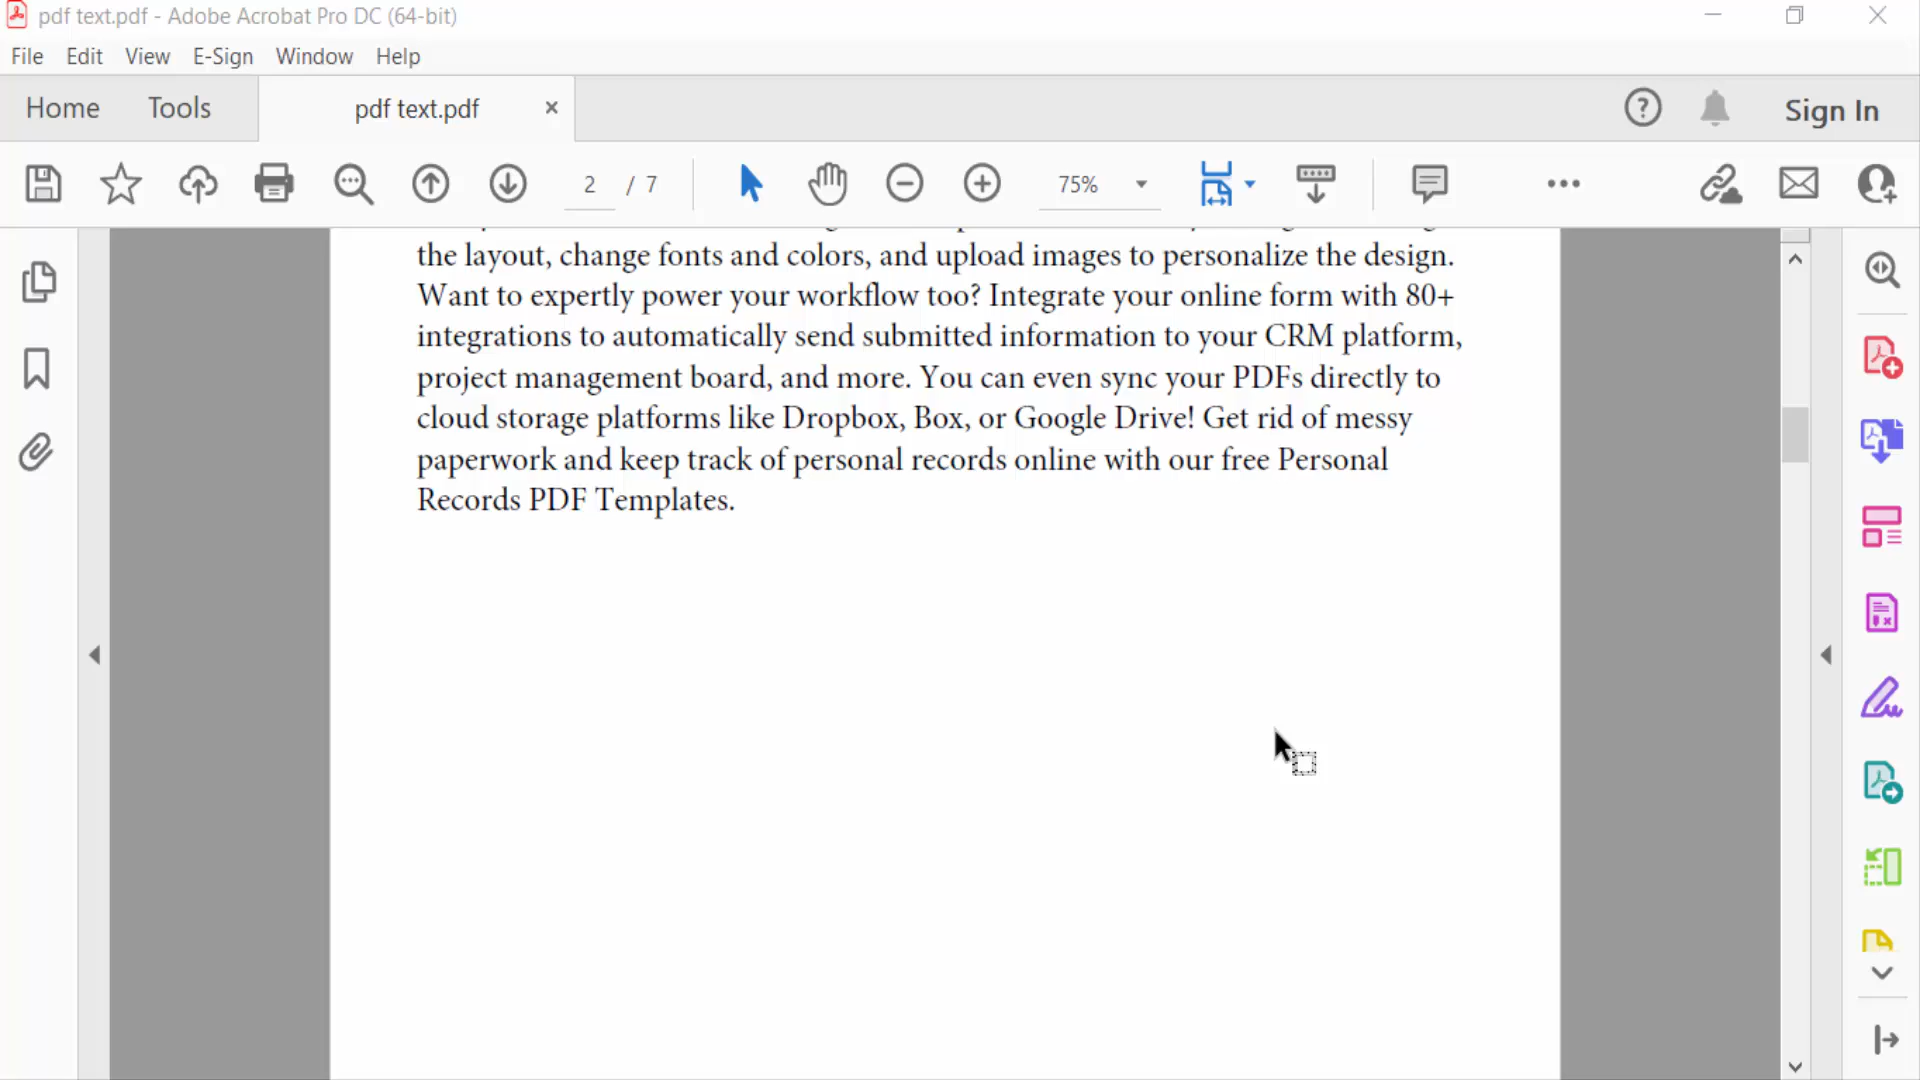 pdf text.pdf - Adobe Acrobat Pro DC (64-bit)
File Edit View E-Sign Window Help
Home Tools pdf text.pdf Sign In
2 / 7 75%
the layout, change fonts and colors, and upload images to personalize the design.
Want to expertly power your workflow too? Integrate your online form with 80+
integrations to automatically send submitted information to your CRM platform,
project management board, and more. You can even sync your PDFs directly to
cloud storage platforms like Dropbox, Box, or Google Drive! Get rid of messy
paperwork and keep track of personal records online with our free Personal
Records PDF Templates.